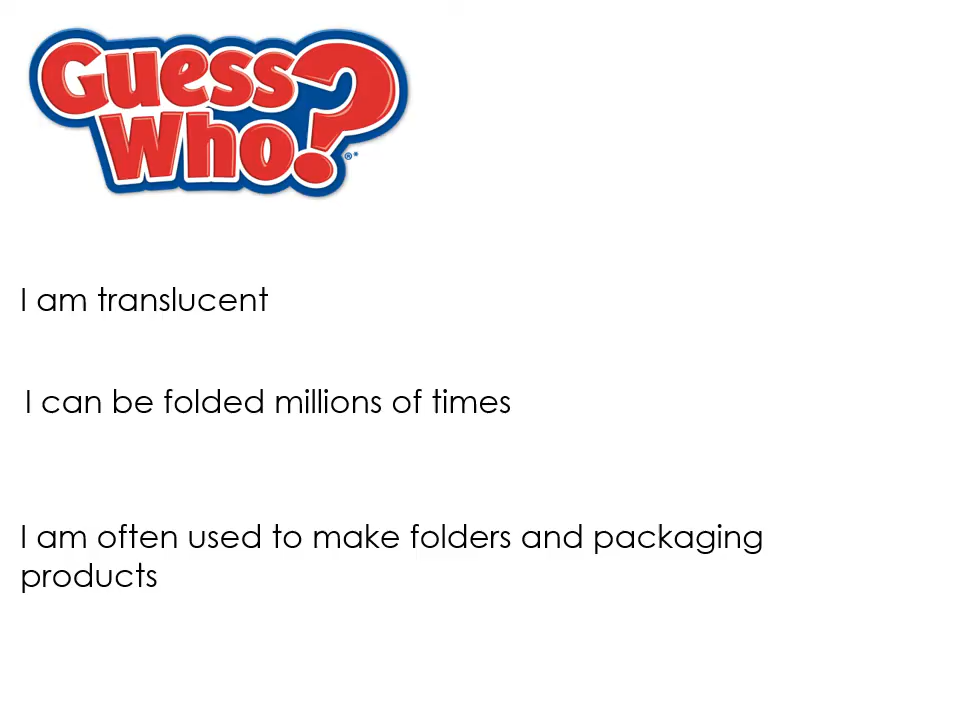 Guess
Who?®*
I am translucent
I can be folded millions of times
I am often used to make folders and packaging
products